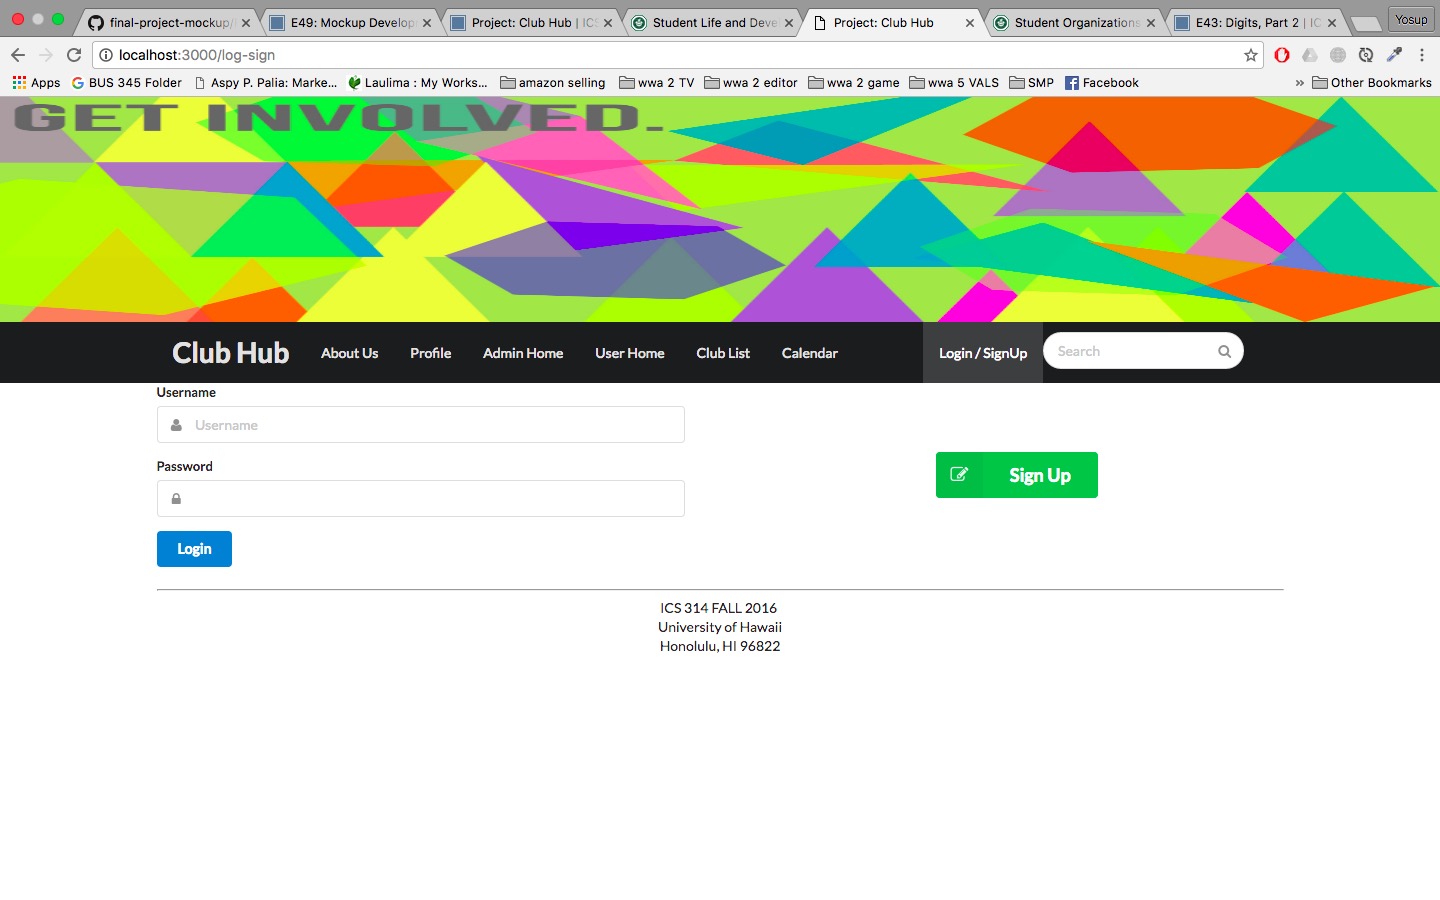 final-project-mockup/
E49: Mockup Develop
Project: Club Hub | ICS
Student Life and Deve
Project: Club Hub
Student Organizations
E43: Digits, Part 2 | IC
Yosup
localhost:3000/log-sign
Apps
BUS 345 Folder
Aspy P. Palia: Marke...
Laulima : My Works...
amazon selling
wwa 2 TV
wwa 2 editor
wwa 2 game
wwa 5 VALS
SMP
Facebook
»
Other Bookmarks
GET INVOLVED.
Club Hub
About Us
Profile
Admin Home
User Home
Club List
Calendar
Login / SignUp
Search
Username
Username
Password
Sign Up
Login
ICS 314 FALL 2016
University of Hawaii
Honolulu, HI 96822